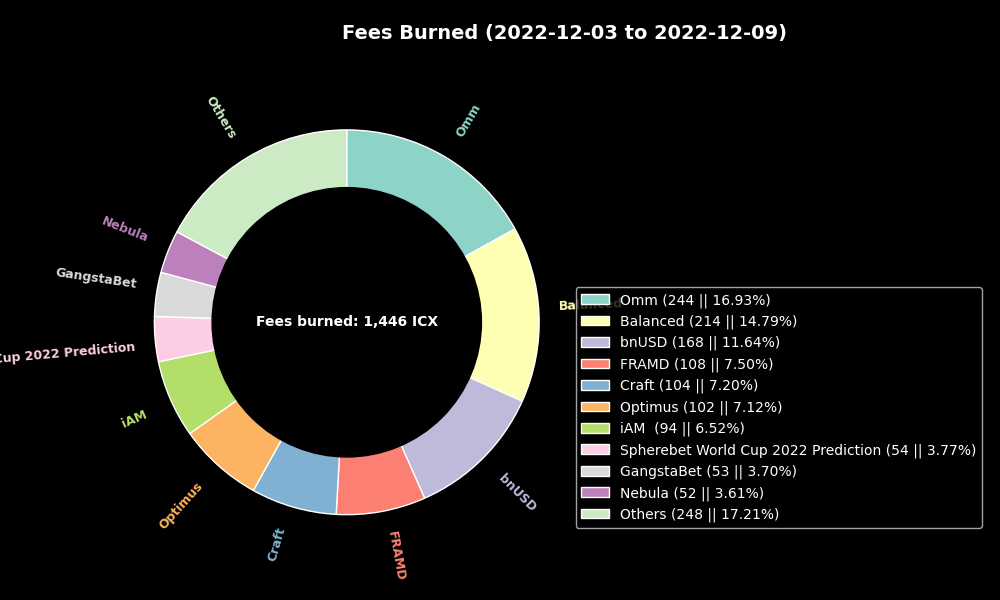 Fees Burned (2022-12-03 to 2022-12-09)
Others
Omm
Nebula
GangstaBet
Cup 2022 Prediction
iAM
Optimus
Craft
FRAMD
bnUSD
Balanced
Fees burned: 1,446 ICX
Omm (244 || 16.93%)
Balanced (214 || 14.79%)
bnUSD (168 || 11.64%)
FRAMD (108 || 7.50%)
Craft (104 || 7.20%)
Optimus (102 || 7.12%)
iAM  (94 || 6.52%)
Spherebet World Cup 2022 Prediction (54 || 3.77%)
GangstaBet (53 || 3.70%)
Nebula (52 || 3.61%)
Others (248 || 17.21%)